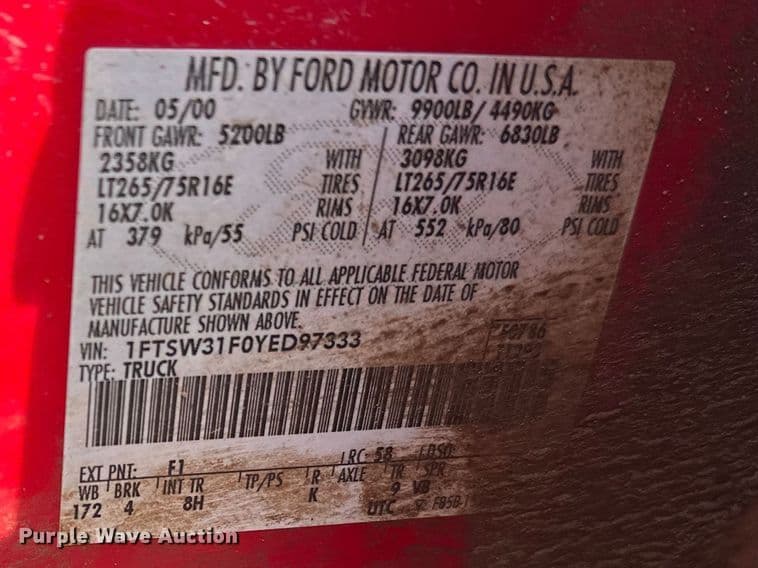 MFD. BY FORD MOTOR CO. IN U.S.A.
DATE: 05/00 GVWR: 9900LB/ 4490KG
FRONT GAWR: 5200LB REAR GAWR: 6830LB
2358KG WITH 3098KG WITH
LT265/75R16E TIRES LT265/75R16E TIRES
16X7.0K RIMS 16X7.0K RIMS
AT 379 kPa/55 PSI COLD AT 552 kPa/80 PSI COLD
THIS VEHICLE CONFORMS TO ALL APPLICABLE FEDERAL MOTOR
VEHICLE SAFETY STANDARDS IN EFFECT ON THE DATE OF
MANUFACTURE SHOWN ABOVE.
VIN: 1FTSW31F0YED97333
TYPE: TRUCK
EXT PNT: F1 LRC: 58
WB BRK INT TR TP/PS R AXLE TR SPR
172 4 8H K 9 VB
UTC
Purple Wave Auction